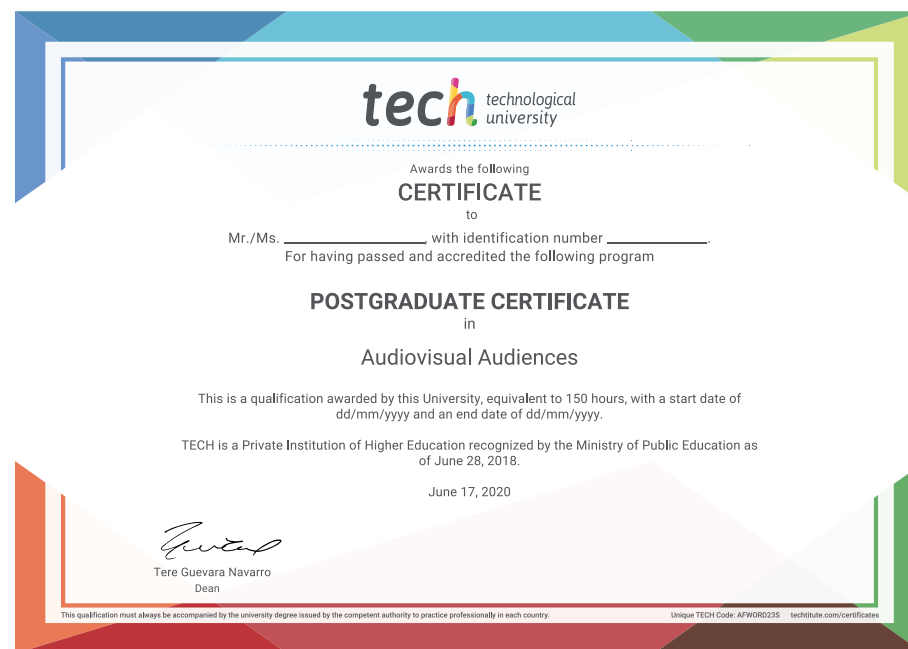 tech technological
university
Awards the following
CERTIFICATE
to
Mr./Ms. ____________________, with identification number ______________.
For having passed and accredited the following program
POSTGRADUATE CERTIFICATE
in
Audiovisual Audiences
This is a qualification awarded by this University, equivalent to 150 hours, with a start date of
dd/mm/yyyy and an end date of dd/mm/yyyy.
TECH is a Private Institution of Higher Education recognized by the Ministry of Public Education as
of June 28, 2018.
June 17, 2020
Tere Guevara Navarro
Dean
This qualification must always be accompanied by the university degree issued by the competent authority to practice professionally in each country. Unique TECH Code: AFWORD23S techtitute.com/certificates